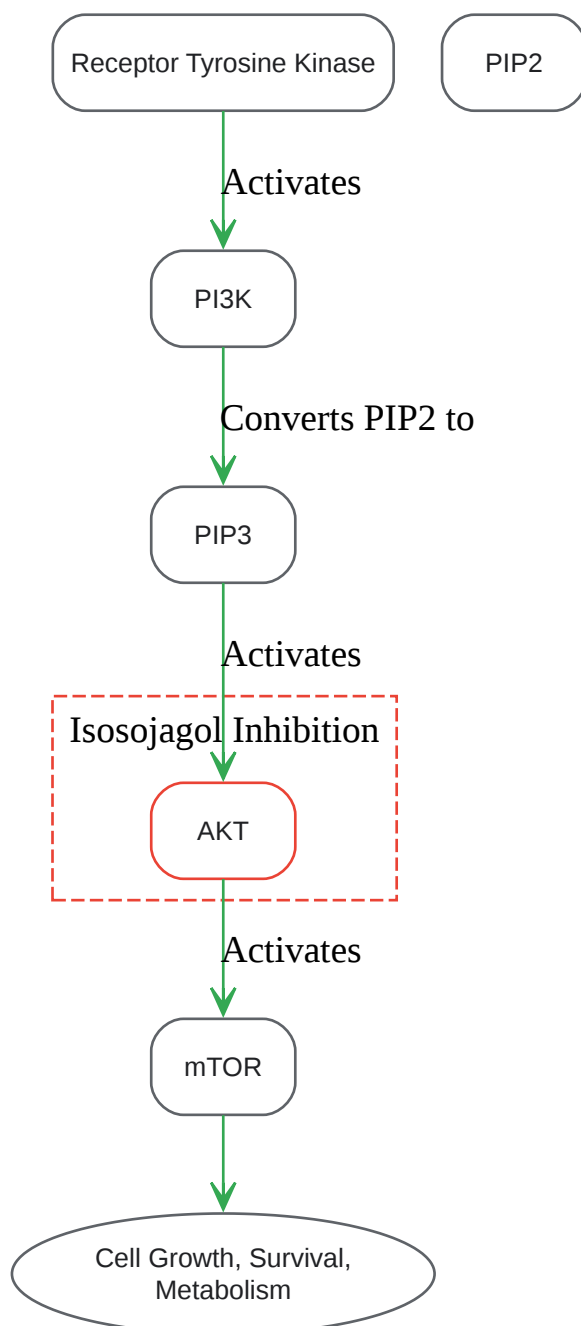 Receptor Tyrosine Kinase
PIP2
Activates
PI3K
Converts PIP2 to
PIP3
Activates
Isosojagol Inhibition
AKT
Activates
mTOR
Cell Growth, Survival,
Metabolism